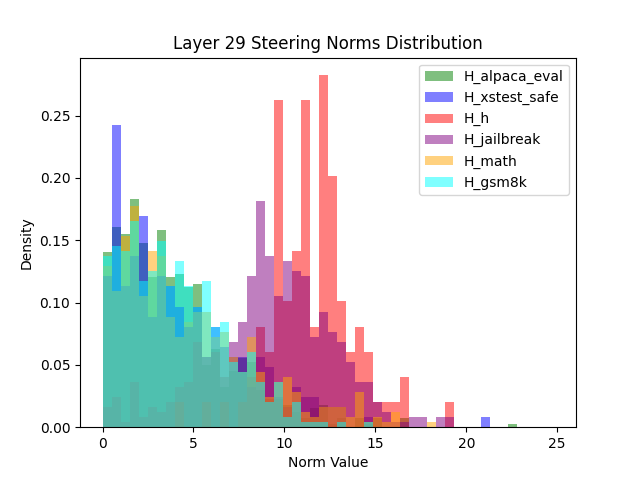 Layer 29 Steering Norms Distribution
H_alpaca_eval
H_xstest_safe
H_h
H_jailbreak
H_math
H_gsm8k
Density
0.25
0.20
0.15
0.10
0.05
0.00
0 5 10 15 20 25
Norm Value